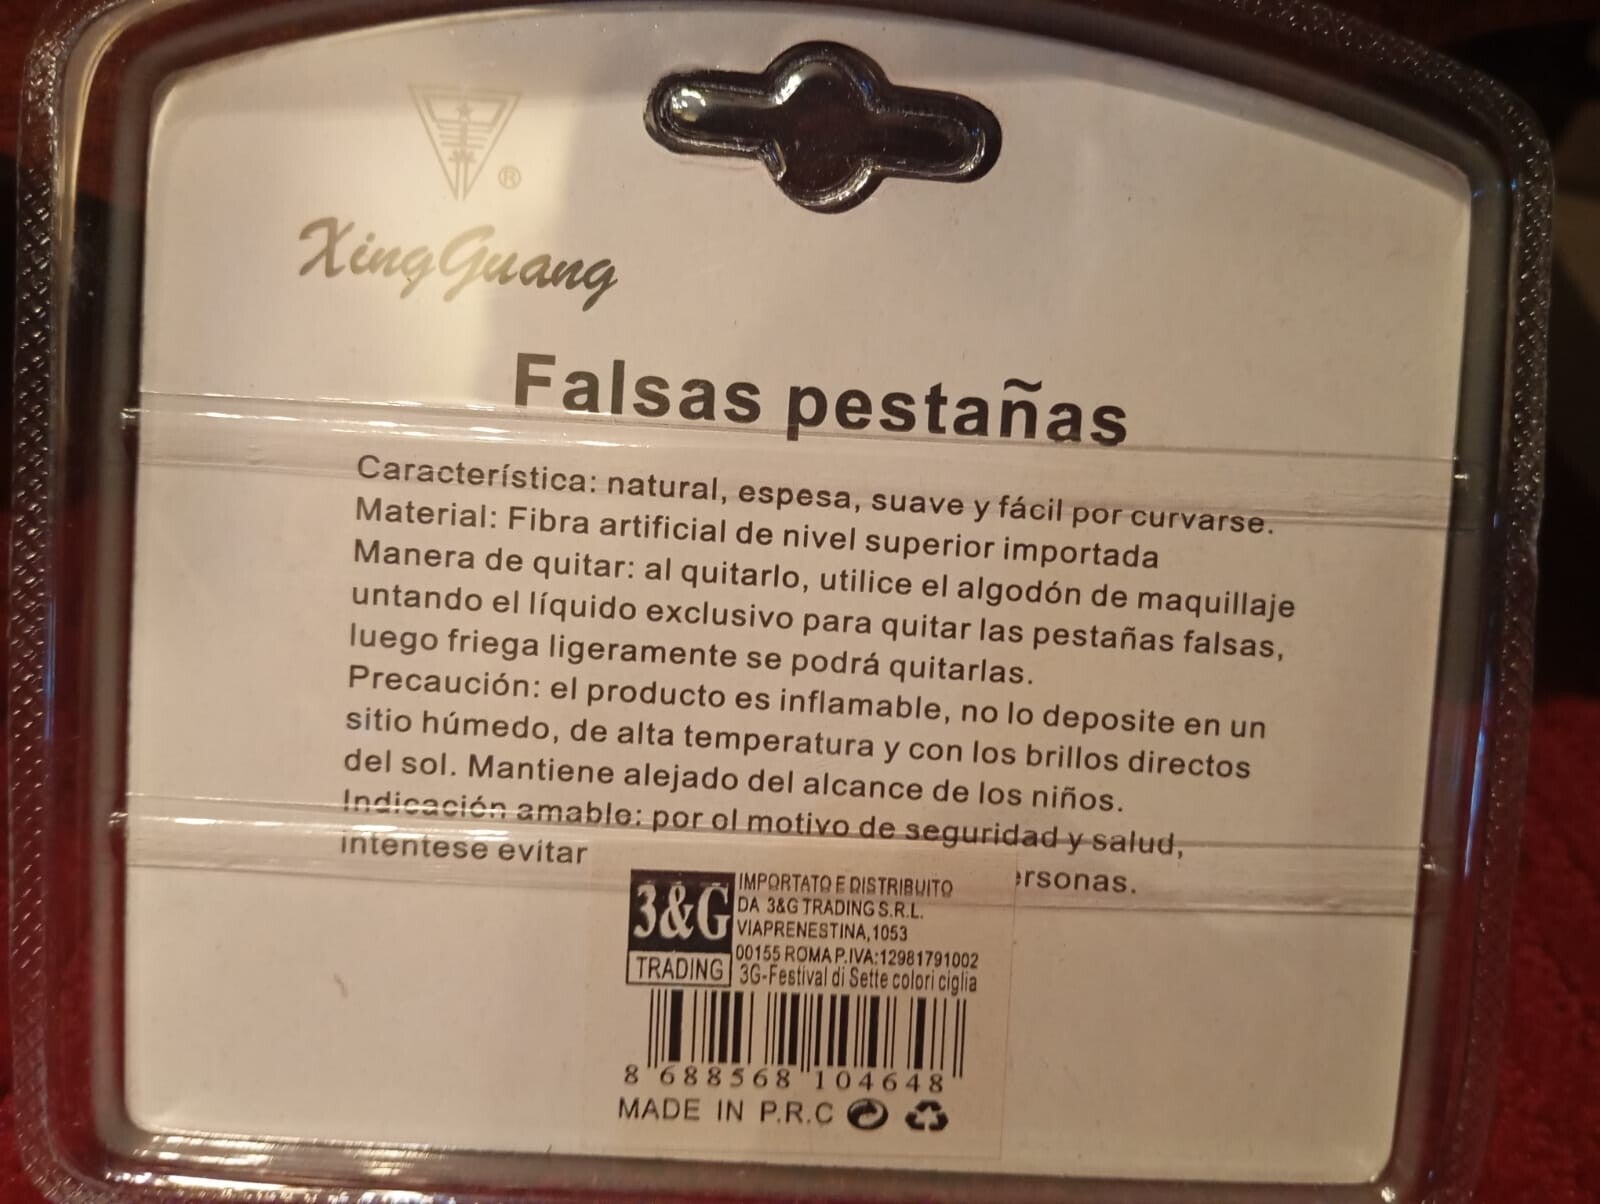 ®
XingGuang
Falsas pestañas
Característica: natural, espesa, suave y fácil por curvarse.
Material: Fibra artificial de nivel superior importada
Manera de quitar: al quitarlo, utilice el algodón de maquillaje
untando el líquido exclusivo para quitar las pestañas falsas,
luego friega ligeramente se podrá quitarlas.
Precaución: el producto es inflamable, no lo deposite en un
sitio húmedo, de alta temperatura y con los brillos directos
del sol. Mantiene alejado del alcance de los niños.
Indicación amable: por el motivo de seguridad y salud,
intentese evitar ersonas.
3&G
TRADING
IMPORTATO E DISTRIBUITO
DA 3&G TRADING S.R.L.
VIAPRENESTINA,1053
00155 ROMA P.IVA:12981791002
3G-Festival di Sette colori ciglia
8 688568 104648
MADE IN P.R.C